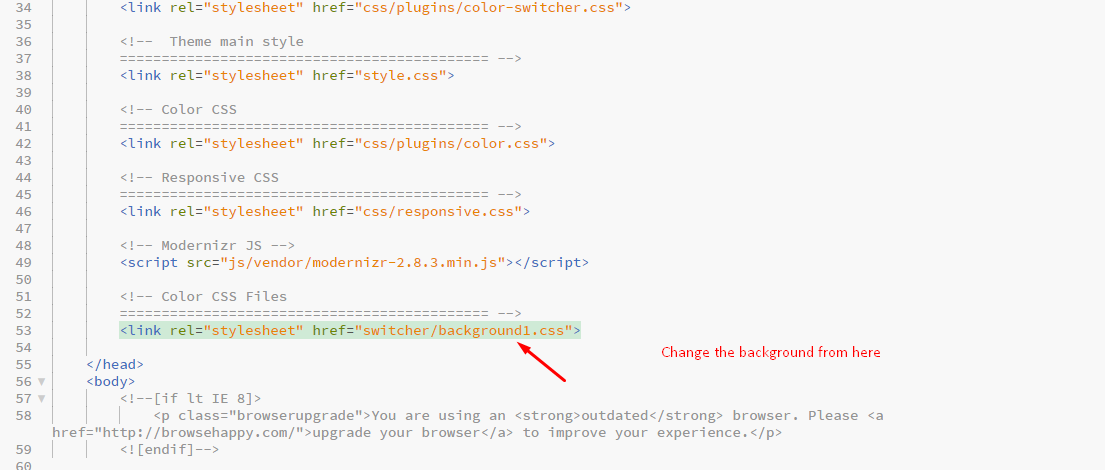 34 <link rel="stylesheet" href="css/plugins/color-switcher.css">
35
36 <!--  Theme main style
37 ============================================ -->
38 <link rel="stylesheet" href="style.css">
39
40 <!-- Color CSS
41 ============================================ -->
42 <link rel="stylesheet" href="css/plugins/color.css">
43
44 <!-- Responsive CSS
45 ============================================ -->
46 <link rel="stylesheet" href="css/responsive.css">
47
48 <!-- Modernizr JS -->
49 <script src="js/vendor/modernizr-2.8.3.min.js"></script>
50
51 <!-- Color CSS Files
52 ============================================ -->
53 <link rel="stylesheet" href="switcher/background1.css">
54
Change the background from here
55 </head>
56 <body>
57 <!--[if lt IE 8]>
58 <p class="browserupgrade">You are using an <strong>outdated</strong> browser. Please <a
href="http://browsehappy.com/">upgrade your browser</a> to improve your experience.</p>
59 <![endif]-->
60